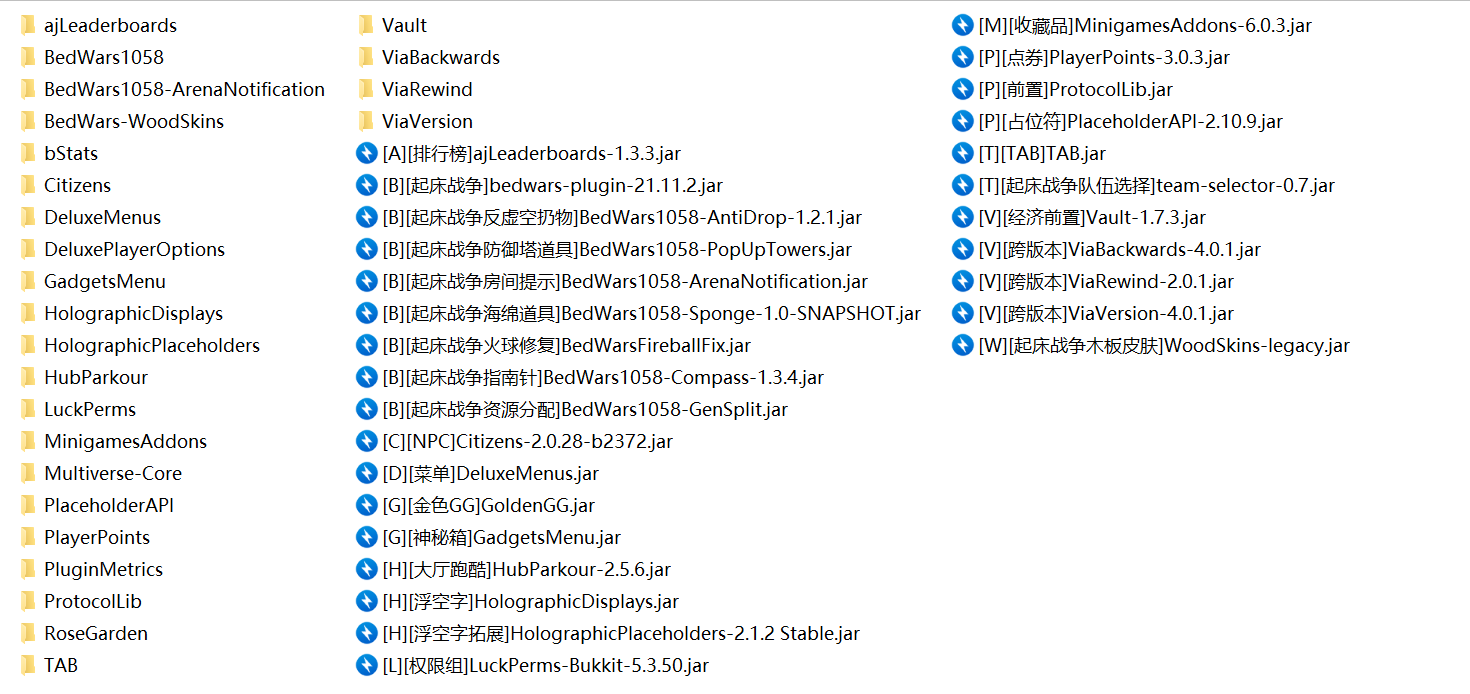 ajLeaderboards
BedWars1058
BedWars1058-ArenaNotification
BedWars-WoodSkins
bStats
Citizens
DeluxeMenus
DeluxePlayerOptions
GadgetsMenu
HolographicDisplays
HolographicPlaceholders
HubParkour
LuckPerms
MinigamesAddons
Multiverse-Core
PlaceholderAPI
PlayerPoints
PluginMetrics
ProtocolLib
RoseGarden
TAB
Vault
ViaBackwards
ViaRewind
ViaVersion
[A][排行榜]ajLeaderboards-1.3.3.jar
[B][起床战争]bedwars-plugin-21.11.2.jar
[B][起床战争反虚空扔物]BedWars1058-AntiDrop-1.2.1.jar
[B][起床战争防御塔道具]BedWars1058-PopUpTowers.jar
[B][起床战争房间提示]BedWars1058-ArenaNotification.jar
[B][起床战争海绵道具]BedWars1058-Sponge-1.0-SNAPSHOT.jar
[B][起床战争火球修复]BedWarsFireballFix.jar
[B][起床战争指南针]BedWars1058-Compass-1.3.4.jar
[B][起床战争资源分配]BedWars1058-GenSplit.jar
[C][NPC]Citizens-2.0.28-b2372.jar
[D][菜单]DeluxeMenus.jar
[G][金色GG]GoldenGG.jar
[G][神秘箱]GadgetsMenu.jar
[H][大厅跑酷]HubParkour-2.5.6.jar
[H][浮空字]HolographicDisplays.jar
[H][浮空字拓展]HolographicPlaceholders-2.1.2 Stable.jar
[L][权限组]LuckPerms-Bukkit-5.3.50.jar
[M][收藏品]MinigamesAddons-6.0.3.jar
[P][点券]PlayerPoints-3.0.3.jar
[P][前置]ProtocolLib.jar
[P][占位符]PlaceholderAPI-2.10.9.jar
[T][TAB]TAB.jar
[T][起床战争队伍选择]team-selector-0.7.jar
[V][经济前置]Vault-1.7.3.jar
[V][跨版本]ViaBackwards-4.0.1.jar
[V][跨版本]ViaRewind-2.0.1.jar
[V][跨版本]ViaVersion-4.0.1.jar
[W][起床战争木板皮肤]WoodSkins-legacy.jar